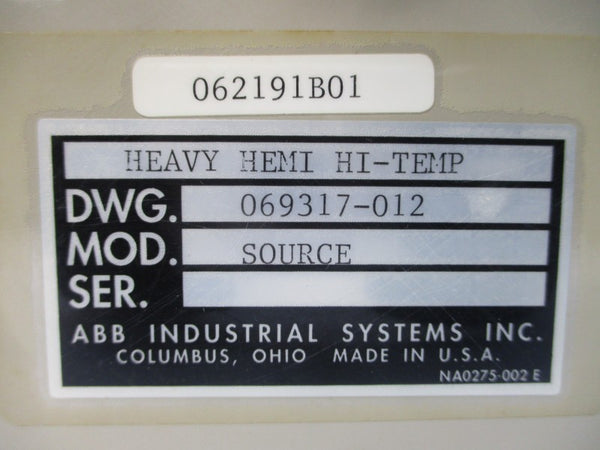 062191B01
HEAVY HEMI HI-TEMP
DWG. 069317-012
MOD. SOURCE
SER.
ABB INDUSTRIAL SYSTEMS INC.
COLUMBUS, OHIO MADE IN U.S.A.
NA0275-002 E